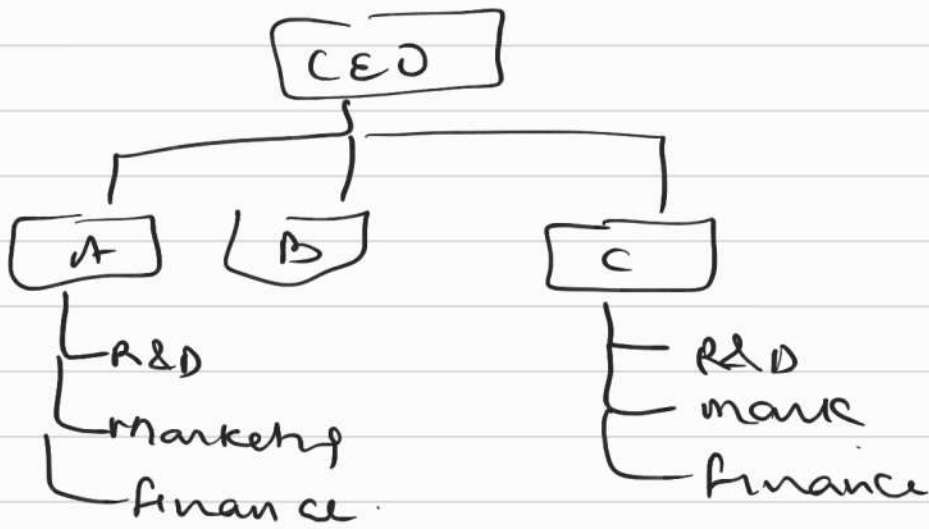 CEO
A
B
C
R&D
Marketing
finance.
R&D
mark
finance